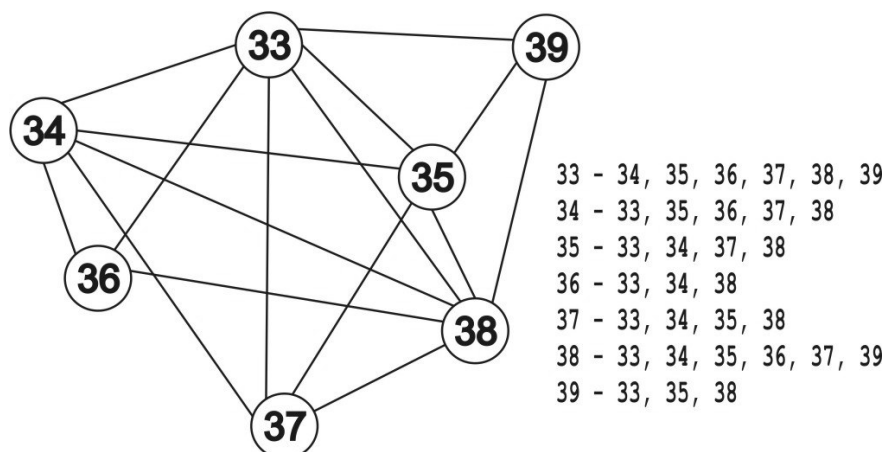 33
39
34
35
36
38
37
33 - 34, 35, 36, 37, 38, 39
34 - 33, 35, 36, 37, 38
35 - 33, 34, 37, 38
36 - 33, 34, 38
37 - 33, 34, 35, 38
38 - 33, 34, 35, 36, 37, 39
39 - 33, 35, 38